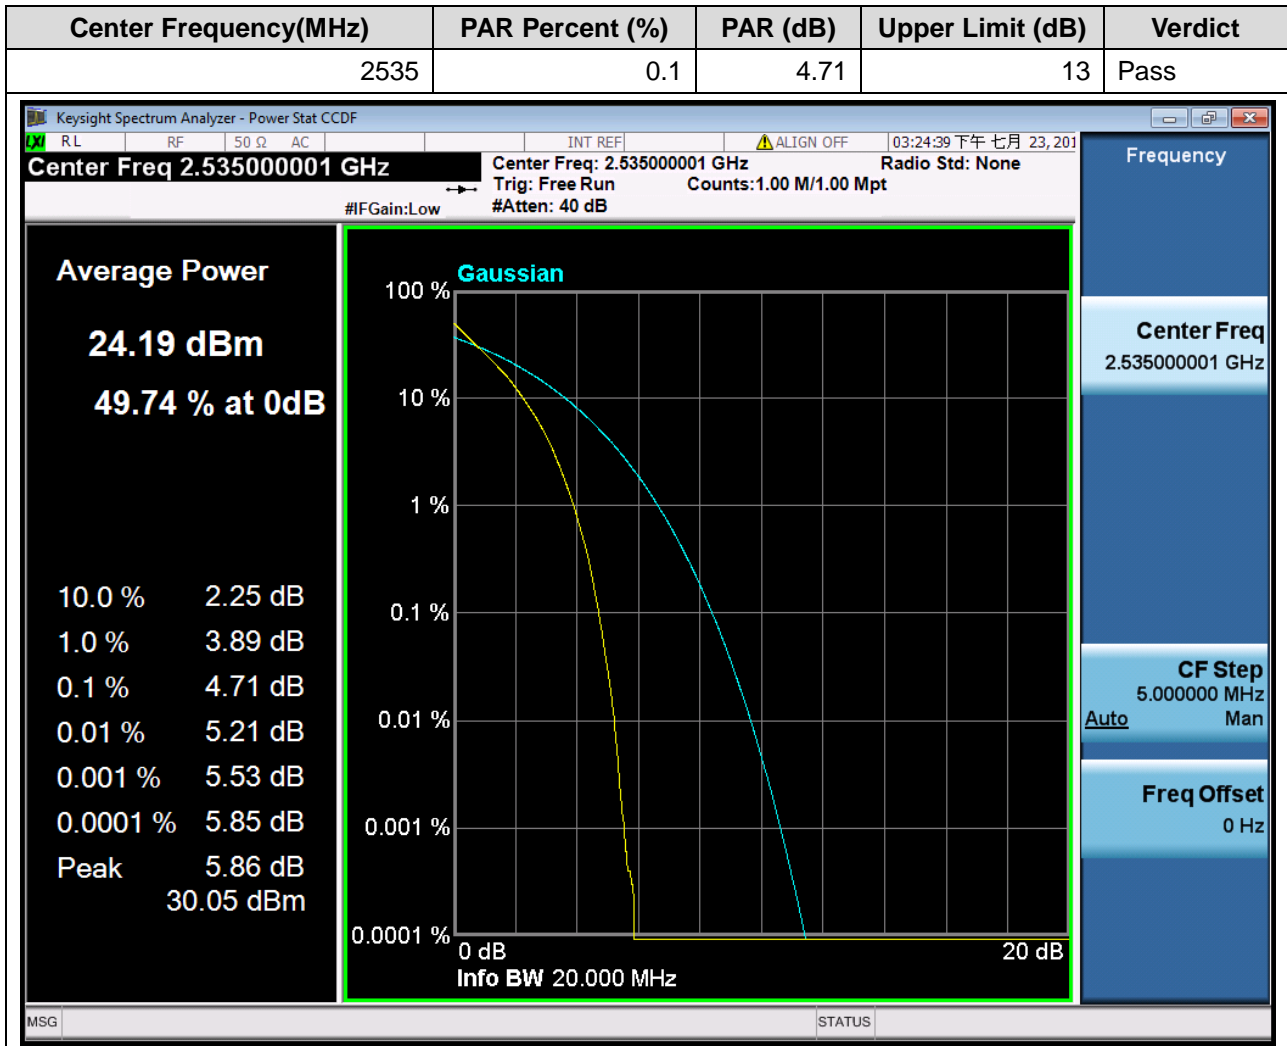 Center Frequency(MHz) PAR Percent (%) PAR (dB) Upper Limit (dB) Verdict
2535 0.1 4.71 13 Pass
Keysight Spectrum Analyzer - Power Stat CCDF
LXI RL RF 50 Ω AC INT REF ALIGN OFF 03:24:39 下午 七月 23, 201
Center Freq 2.535000001 GHz
Center Freq: 2.535000001 GHz Radio Std: None
Trig: Free Run Counts:1.00 M/1.00 Mpt
#IFGain:Low #Atten: 40 dB
Average Power
24.19 dBm
49.74 % at 0dB
10.0 % 2.25 dB
1.0 % 3.89 dB
0.1 % 4.71 dB
0.01 % 5.21 dB
0.001 % 5.53 dB
0.0001 % 5.85 dB
Peak 5.86 dB
30.05 dBm
Gaussian
100 %
10 %
1 %
0.1 %
0.01 %
0.001 %
0.0001 %
0 dB 20 dB
Info BW 20.000 MHz
Frequency
Center Freq
2.535000001 GHz
CF Step
5.000000 MHz
Auto Man
Freq Offset
0 Hz
MSG STATUS